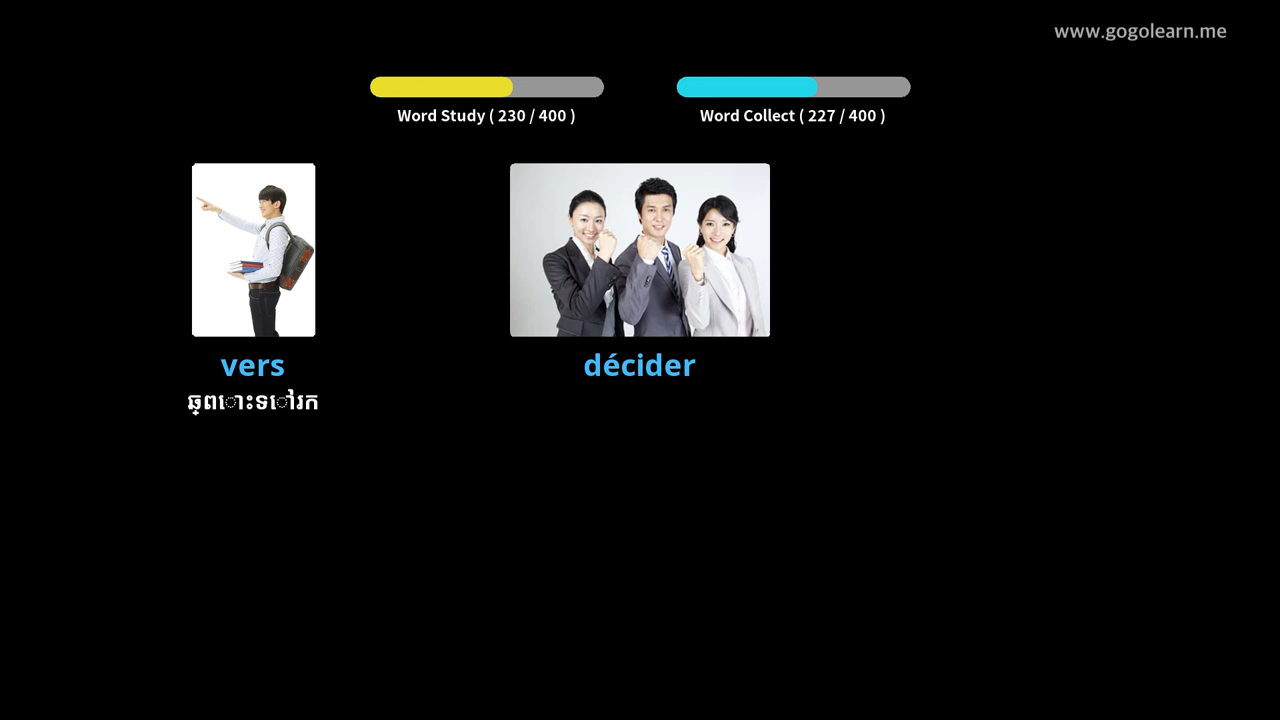 www.gogolearn.me
Word Study ( 230 / 400 )
Word Collect ( 227 / 400 )
vers
ឆ្ពោះទៅរក
décider